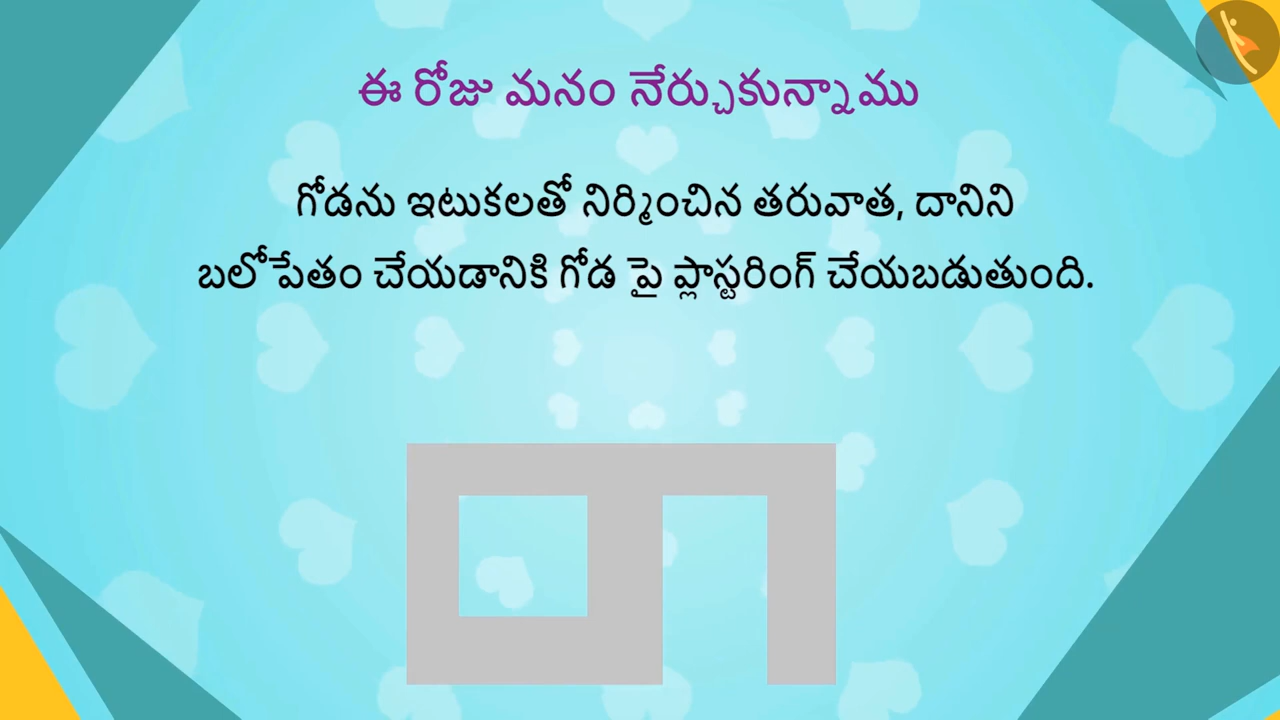 ఈ రోజు మనం నేర్చుకున్నాము
గోడను ఇటుకలతో నిర్మించిన తరువాత, దానిని
బలోపేతం చేయడానికి గోడ పై ప్లాస్టరింగ్ చేయబడుతుంది.